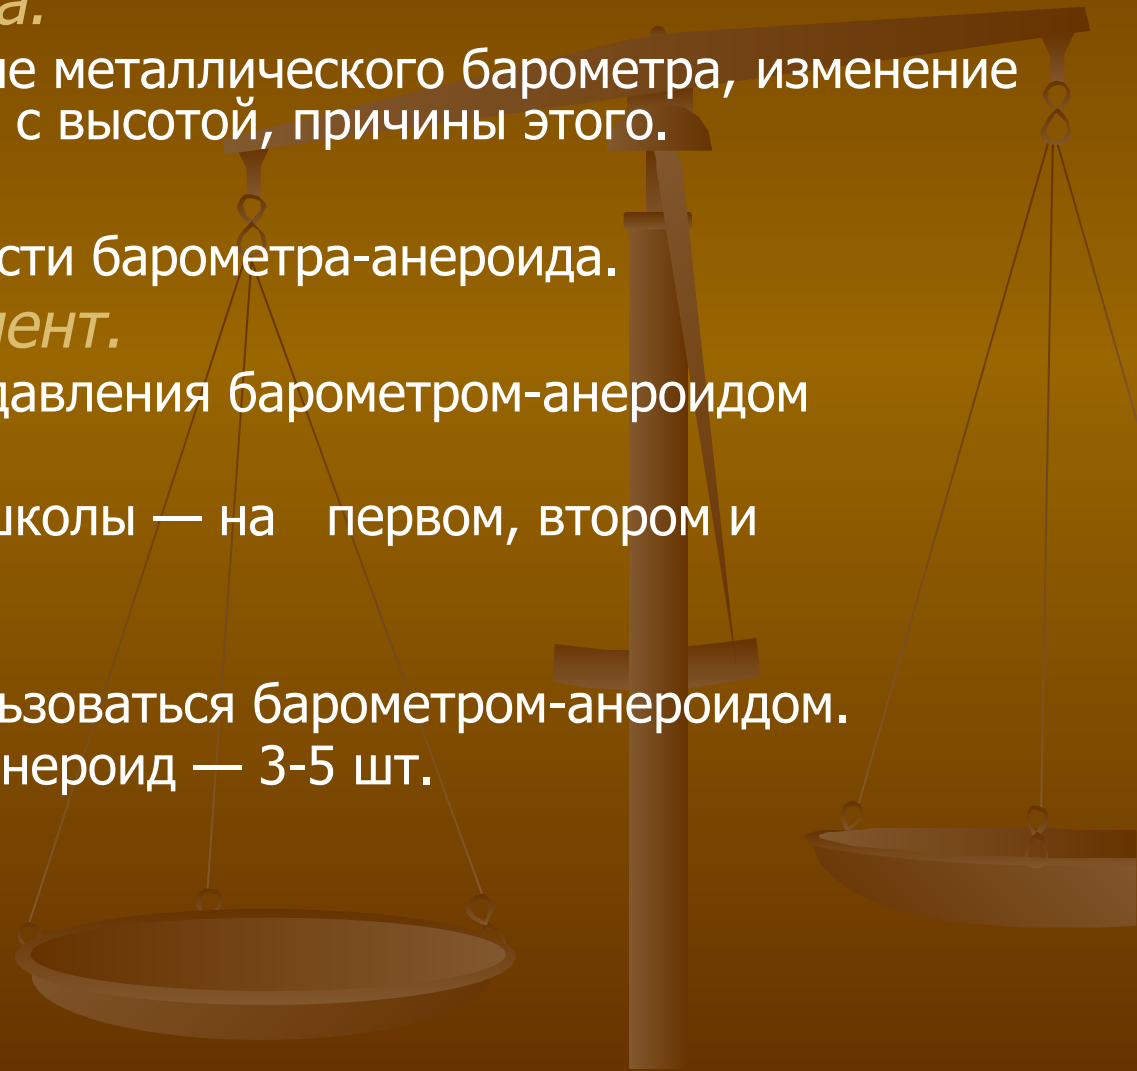 а.
ие металлического барометра, изменение
с высотой, причины этого.
сти барометра-анероида.
мент.
давления барометром-анероидом
школы — на первом, втором и
льзоваться барометром-анероидом.
нероид — 3-5 шт.